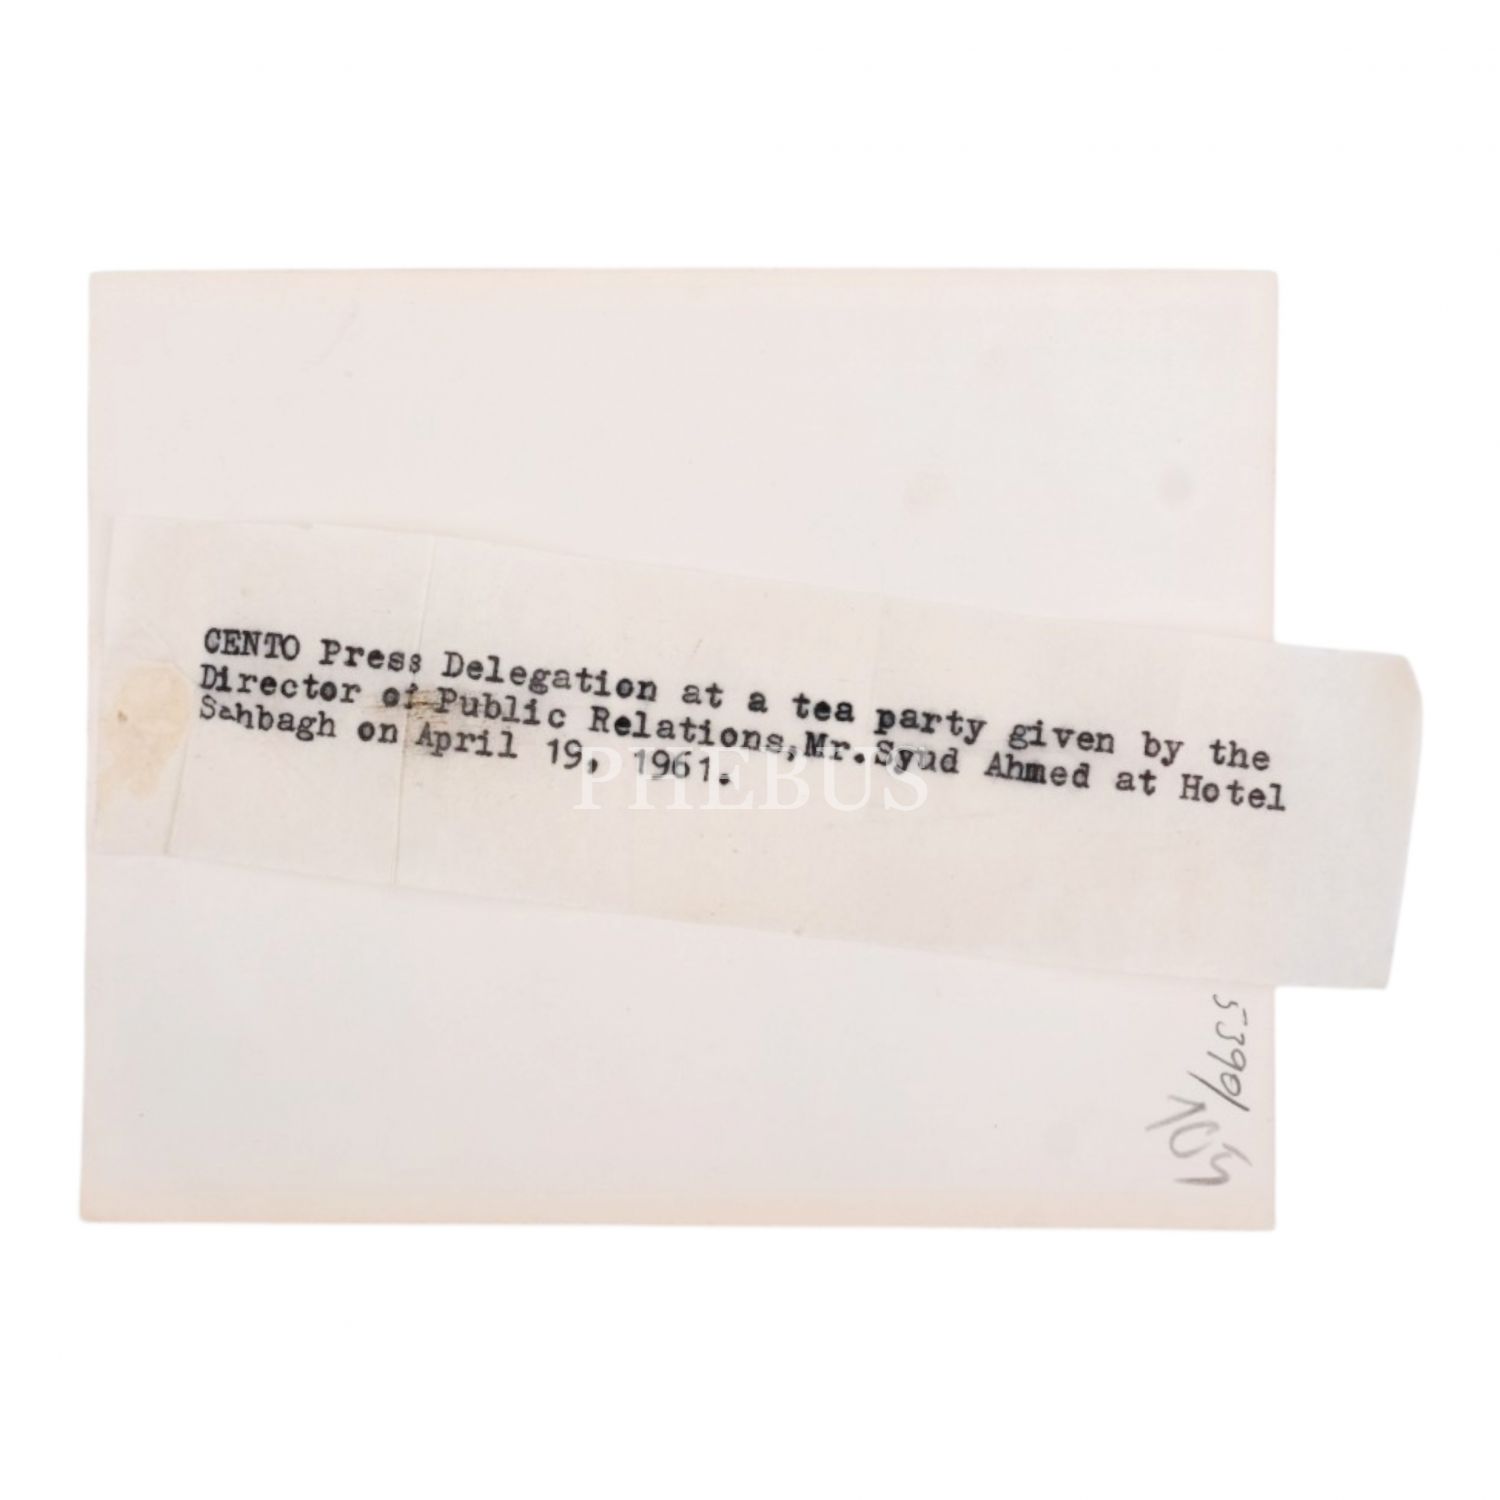 CENTO Press Delegation at a tea party given by the
Director of Public Relations,Mr.Syud Ahmed at Hotel
Sahbagh on April 19, 1961.
PHEBUS
5390/